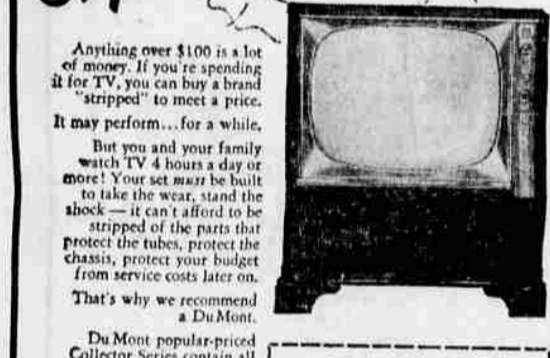 Anything over $100 is a lot
of money. If you're spending
it for TV, you can buy a brand
"stripped" to meet a price.
It may perform...for a while.
But you and your family
watch TV 4 hours a day or
more! Your set must be built
to take the wear, stand the
shock — it can't afford to be
stripped of the parts that
protect the tubes, protect the
chassis, protect your budget
from service costs later on.
That's why we recommend
a Du Mont.
Du Mont popular-priced
Collector Series contain all